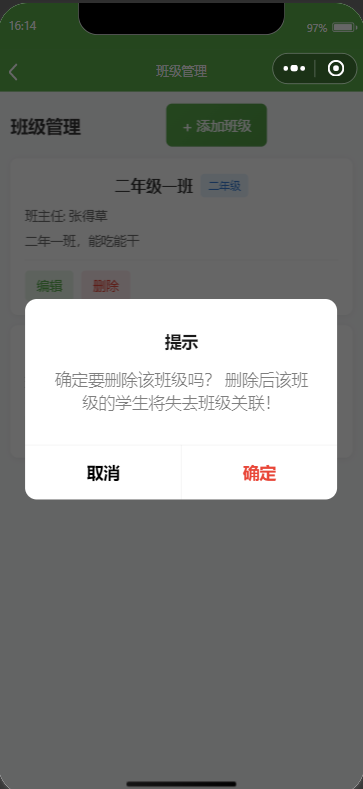 16:14
97%
班级管理
班级管理
+ 添加班级
二年级一班 二年级
班主任: 张得草
二年一班，能吃能干
编辑 删除
提示
确定要删除该班级吗？ 删除后该班
级的学生将失去班级关联！
取消 确定